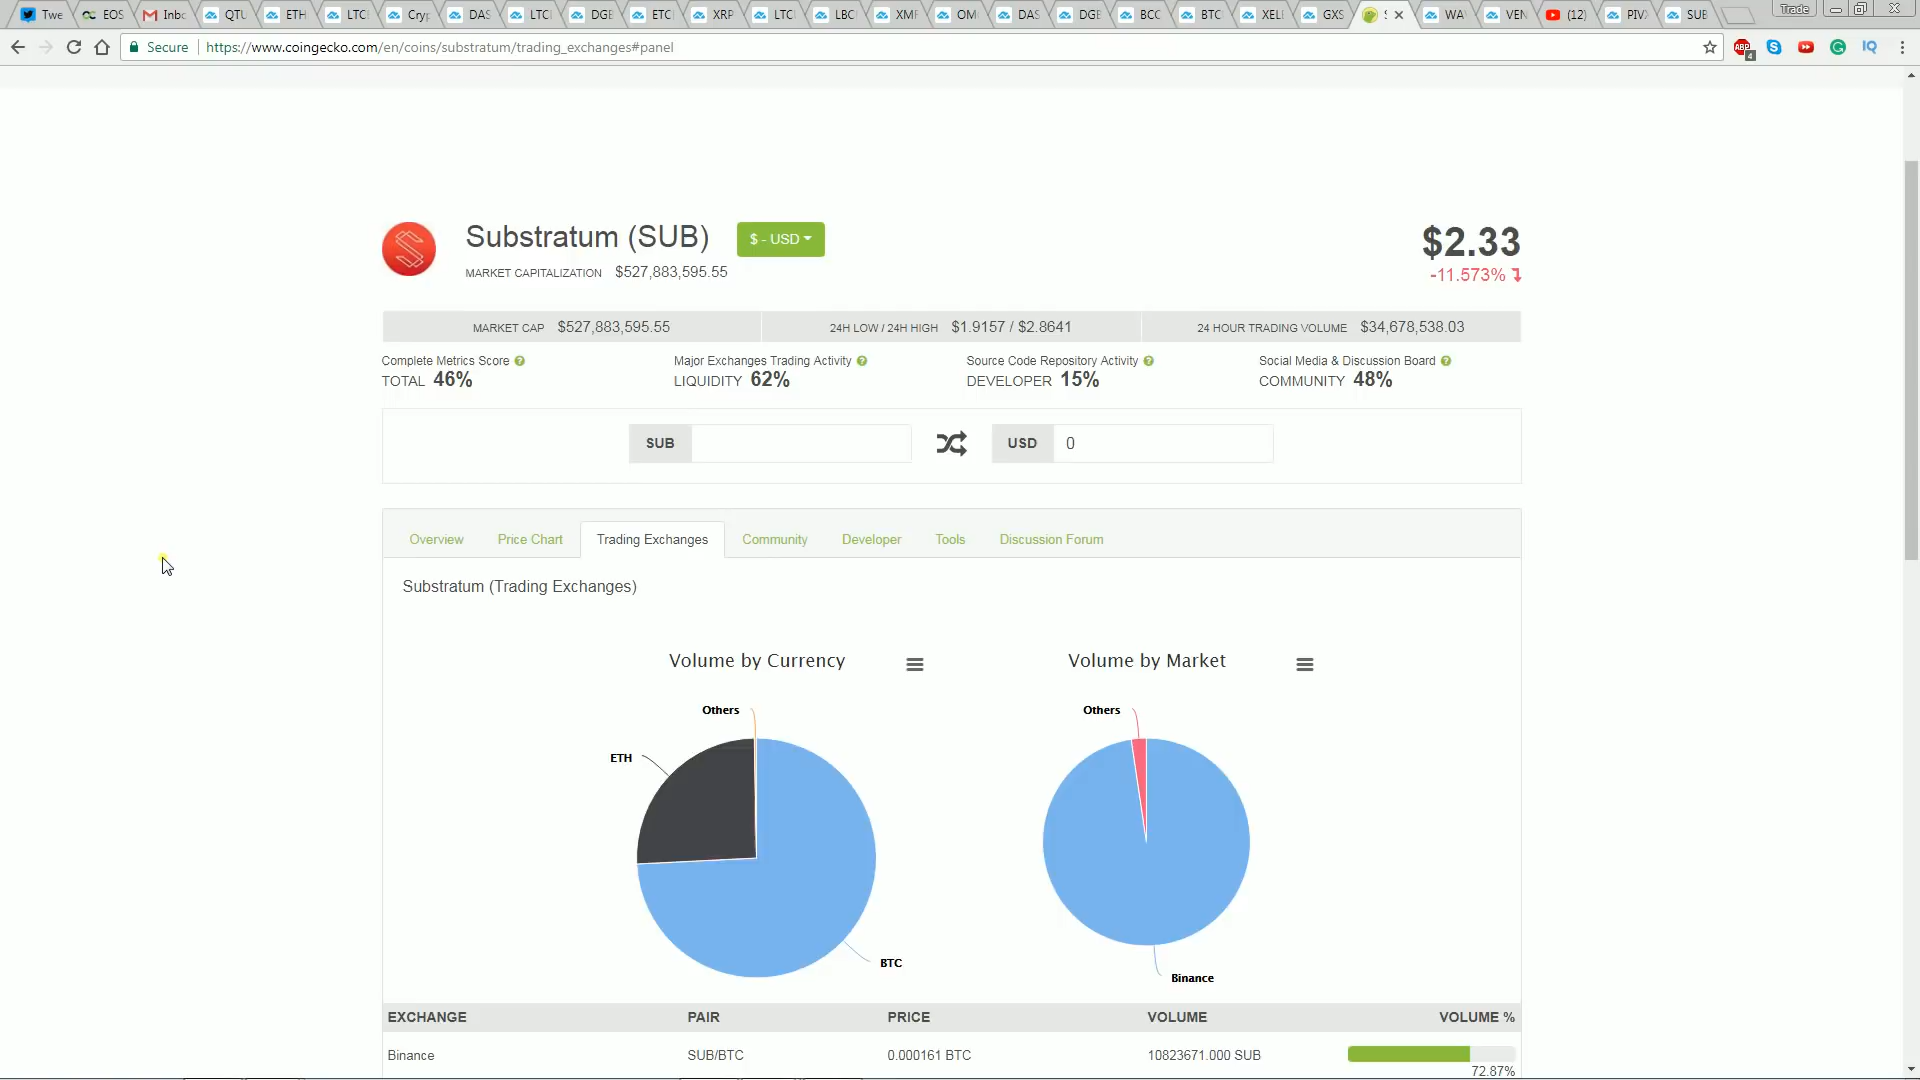 Twe EOS Inb QTU ETH LTC Cry DAS LTC DGE ETC XRP LTC LBC XMF OM DAS DGE BCC BTC XEL GXS S WA VEN (12) PIV SUB Trade
Secure https://www.coingecko.com/en/coins/substratum/trading_exchanges#panel ABP 4 IQ
Substratum (SUB) $ - USD $2.33
MARKET CAPITALIZATION $527,883,595.55 -11.573%
MARKET CAP $527,883,595.55 24H LOW / 24H HIGH $1.9157 / $2.8641 24 HOUR TRADING VOLUME $34,678,538.03
Complete Metrics Score Major Exchanges Trading Activity Source Code Repository Activity Social Media & Discussion Board
TOTAL 46% LIQUIDITY 62% DEVELOPER 15% COMMUNITY 48%
SUB USD 0
Overview Price Chart Trading Exchanges Community Developer Tools Discussion Forum
Substratum (Trading Exchanges)
Volume by Currency Volume by Market
Others Others
ETH
BTC
Binance
EXCHANGE PAIR PRICE VOLUME VOLUME %
Binance SUB/BTC 0.000161 BTC 10823671.000 SUB
72.87%